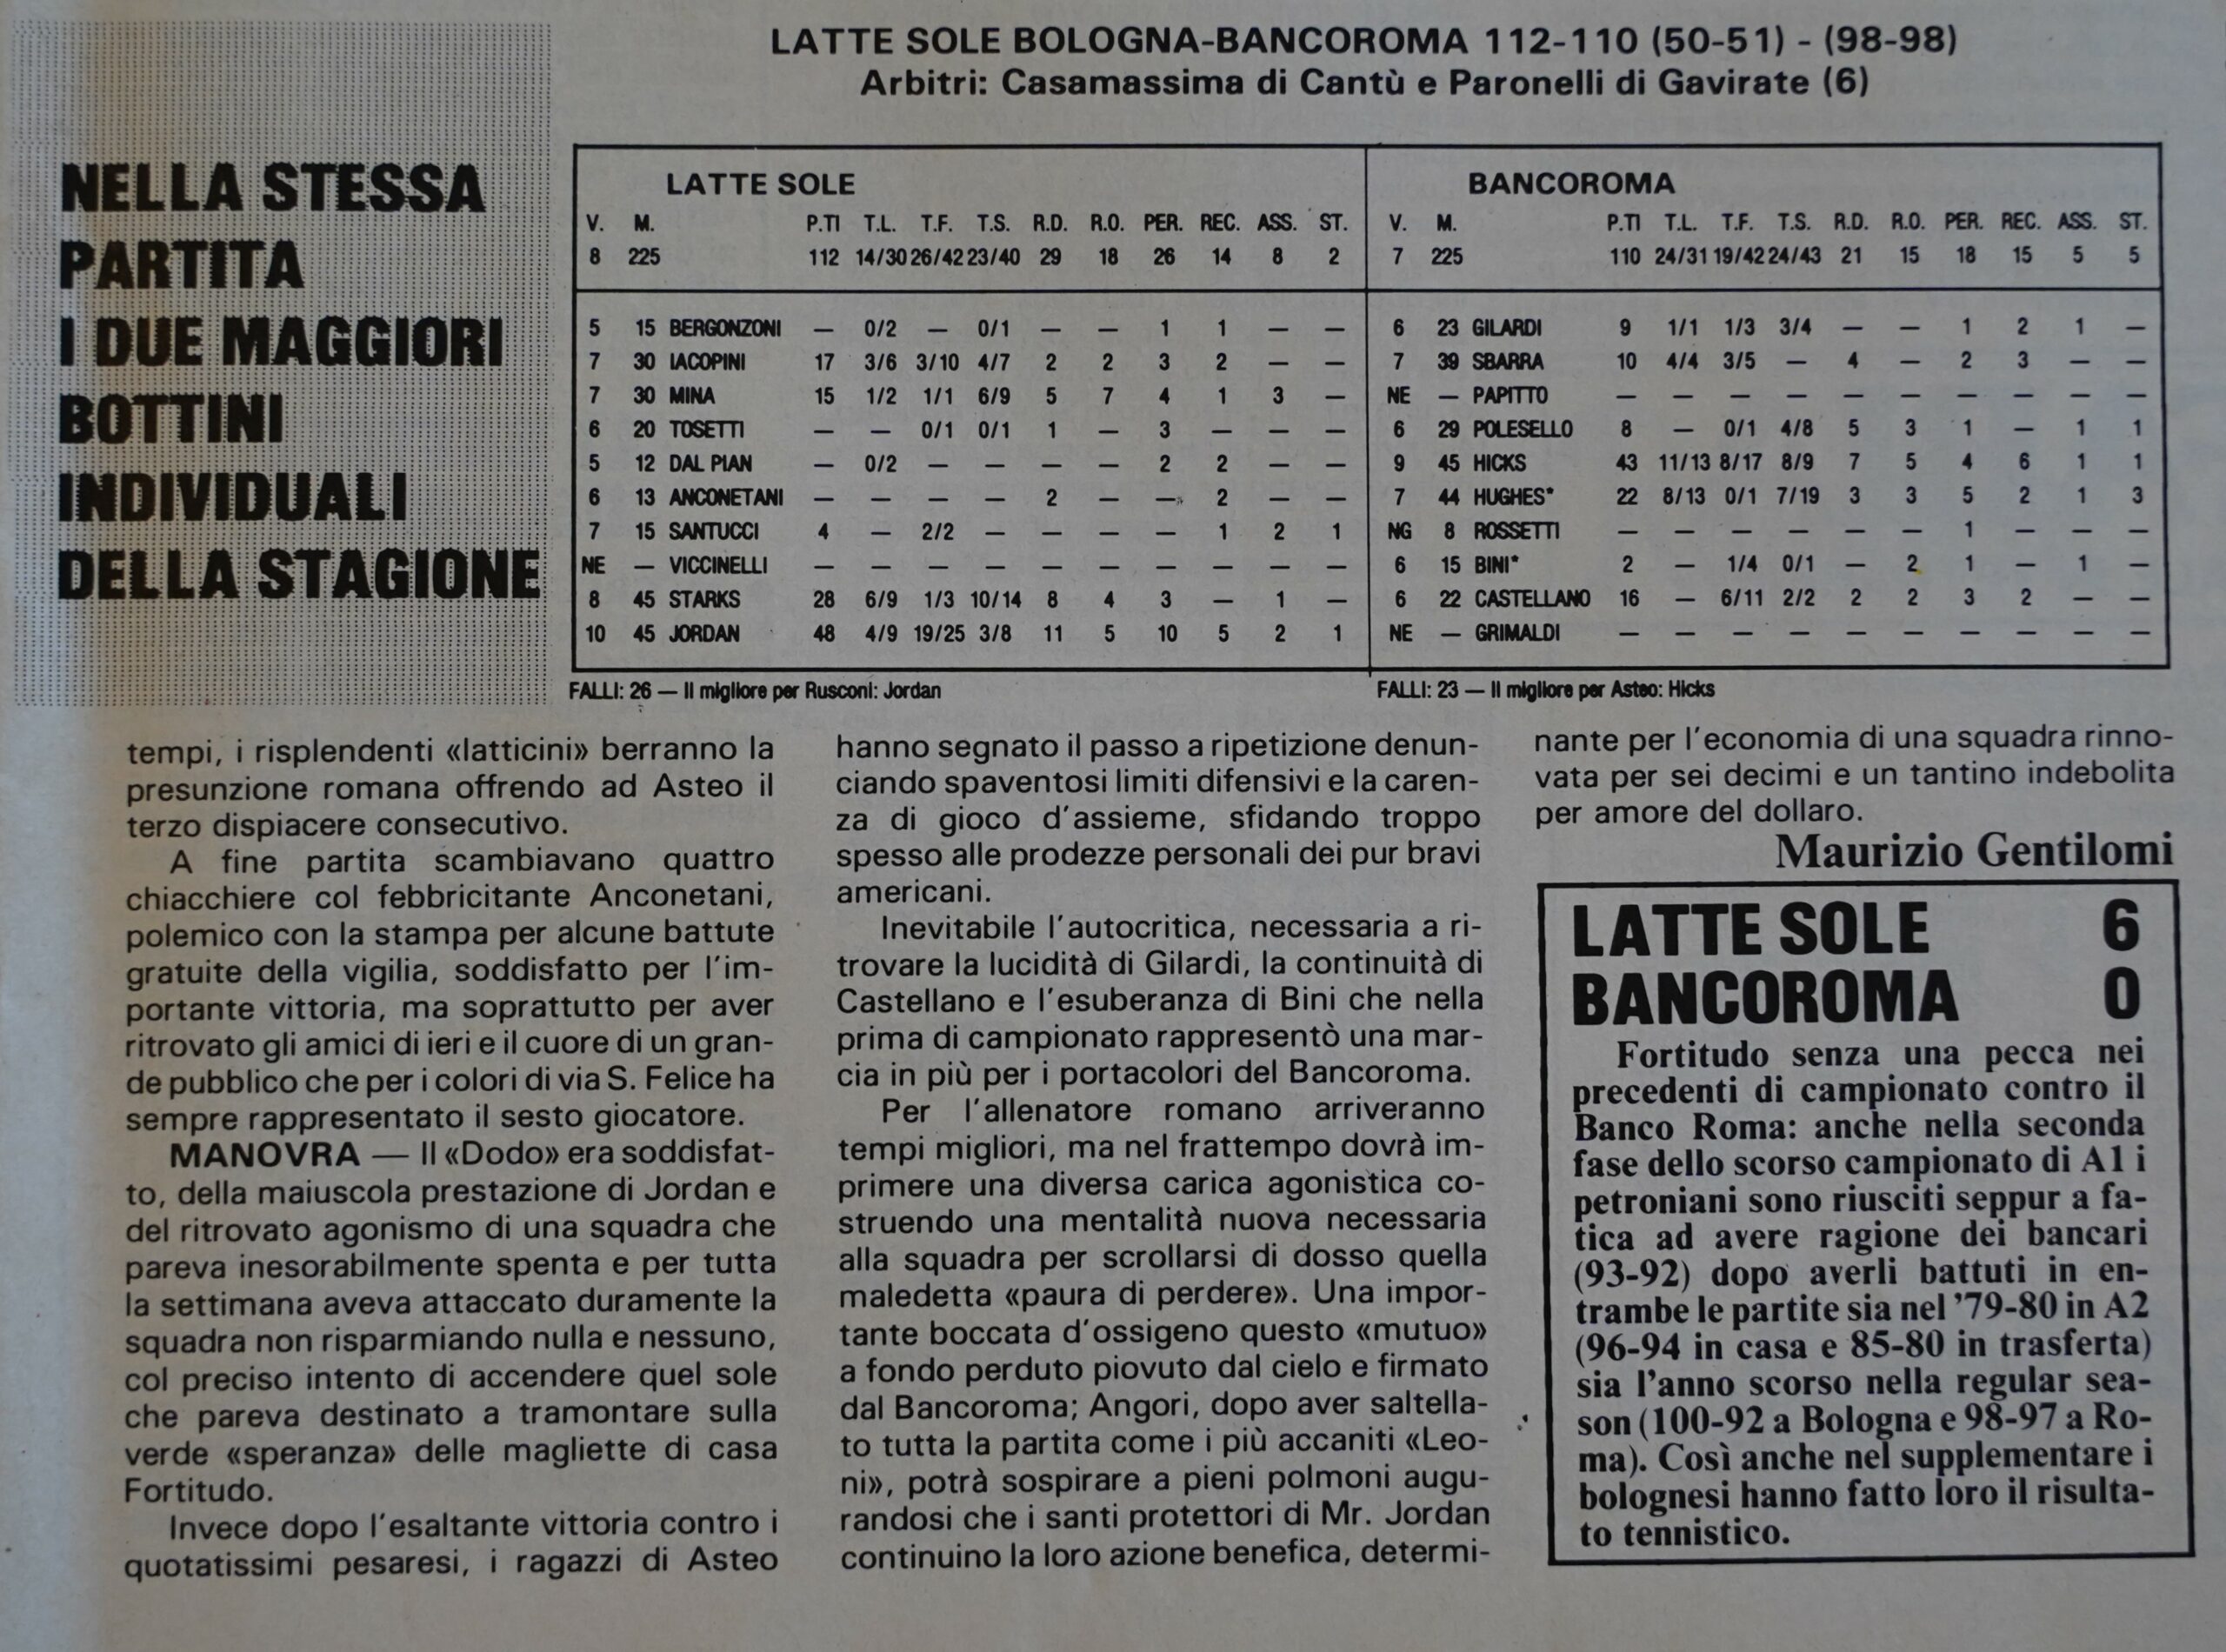 LATTE SOLE BOLOGNA-BANCOROMA 112-110 (50-51) - (98-98)
Arbitri: Casamassima di Cantù e Paronelli di Gavirate (6)
NELLA STESSA
PARTITA
I DUE MAGGIORI
BOTTINI
INDIVIDUALI
DELLA STAGIONE
LATTE SOLE
V. M. P.TI T.L. T.F. T.S. R.D. R.O. PER. REC. ASS. ST.
8 225 112 14/30 26/42 23/40 29 18 26 14 8 2
5 15 BERGONZONI — 0/2 — 0/1 — — 1 1 — —
7 30 IACOPINI 17 3/6 3/10 4/7 2 2 3 2 — —
7 30 MINA 15 1/2 1/1 6/9 5 7 4 1 3 —
6 20 TOSETTI — — 0/1 0/1 1 — 3 — — —
5 12 DAL PIAN — 0/2 — — — — 2 2 — —
6 13 ANCONETANI — — — — 2 — — 2 — —
7 15 SANTUCCI 4 — 2/2 — — — — 1 2 1
NE — VICCINELLI — — — — — — — — — —
8 45 STARKS 28 6/9 1/3 10/14 8 4 3 — 1 —
10 45 JORDAN 48 4/9 19/25 3/8 11 5 10 5 2 1
FALLI: 26 — Il migliore per Rusconi: Jordan
BANCOROMA
V. M. P.TI T.L. T.F. T.S. R.D. R.O. PER. REC. ASS. ST.
7 225 110 24/31 19/42 24/43 21 15 18 15 5 5
6 23 GILARDI 9 1/1 1/3 3/4 — — 1 2 1 —
7 39 SBARRA 10 4/4 3/5 — 4 — 2 3 — —
NE — PAPITTO — — — — — — — — — —
6 29 POLESELLO 8 — 0/1 4/8 5 3 1 — 1 1
9 45 HICKS 43 11/13 8/17 8/9 7 5 4 6 1 1
7 44 HUGHES* 22 8/13 0/1 7/19 3 3 5 2 1 3
NG 8 ROSSETTI — — — — — — 1 — — —
6 15 BINI* 2 — 1/4 0/1 — 2 1 — 1 —
6 22 CASTELLANO 16 — 6/11 2/2 2 2 3 2 — —
NE — GRIMALDI — — — — — — — — — —
FALLI: 23 — Il migliore per Asteo: Hicks
tempi, i risplendenti «latticini» berranno la
presunzione romana offrendo ad Asteo il
terzo dispiacere consecutivo.
A fine partita scambiavano quattro
chiacchiere col febbricitante Anconetani,
polemico con la stampa per alcune battute
gratuite della vigilia, soddisfatto per l'im-
portante vittoria, ma soprattutto per aver
ritrovato gli amici di ieri e il cuore di un gran-
de pubblico che per i colori di via S. Felice ha
sempre rappresentato il sesto giocatore.
MANOVRA — Il «Dodo» era soddisfat-
to, della maiuscola prestazione di Jordan e
del ritrovato agonismo di una squadra che
pareva inesorabilmente spenta e per tutta
la settimana aveva attaccato duramente la
squadra non risparmiando nulla e nessuno,
col preciso intento di accendere quel sole
che pareva destinato a tramontare sulla
verde «speranza» delle magliette di casa
Fortitudo.
Invece dopo l'esaltante vittoria contro i
quotatissimi pesaresi, i ragazzi di Asteo
hanno segnato il passo a ripetizione denun-
ciando spaventosi limiti difensivi e la caren-
za di gioco d'assieme, sfidando troppo
spesso alle prodezze personali dei pur bravi
americani.
Inevitabile l'autocritica, necessaria a ri-
trovare la lucidità di Gilardi, la continuità di
Castellano e l'esuberanza di Bini che nella
prima di campionato rappresentò una mar-
cia in più per i portacolori del Bancoroma.
Per l'allenatore romano arriveranno
tempi migliori, ma nel frattempo dovrà im-
primere una diversa carica agonistica co-
struendo una mentalità nuova necessaria
alla squadra per scrollarsi di dosso quella
maledetta «paura di perdere». Una impor-
tante boccata d'ossigeno questo «mutuo»
a fondo perduto piovuto dal cielo e firmato
dal Bancoroma; Angori, dopo aver saltella-
to tutta la partita come i più accaniti «Leo-
ni», potrà sospirare a pieni polmoni augu-
randosi che i santi protettori di Mr. Jordan
continuino la loro azione benefica, determi-
nante per l'economia di una squadra rinno-
vata per sei decimi e un tantino indebolita
per amore del dollaro.
Maurizio Gentilomi
LATTE SOLE 6
BANCOROMA 0
Fortitudo senza una pecca nei
precedenti di campionato contro il
Banco Roma: anche nella seconda
fase dello scorso campionato di A1 i
petroniani sono riusciti seppur a fa-
tica ad avere ragione dei bancari
(93-92) dopo averli battuti in en-
trambe le partite sia nel '79-80 in A2
(96-94 in casa e 85-80 in trasferta)
sia l'anno scorso nella regular sea-
son (100-92 a Bologna e 98-97 a Ro-
ma). Così anche nel supplementare i
bolognesi hanno fatto loro il risulta-
to tennistico.